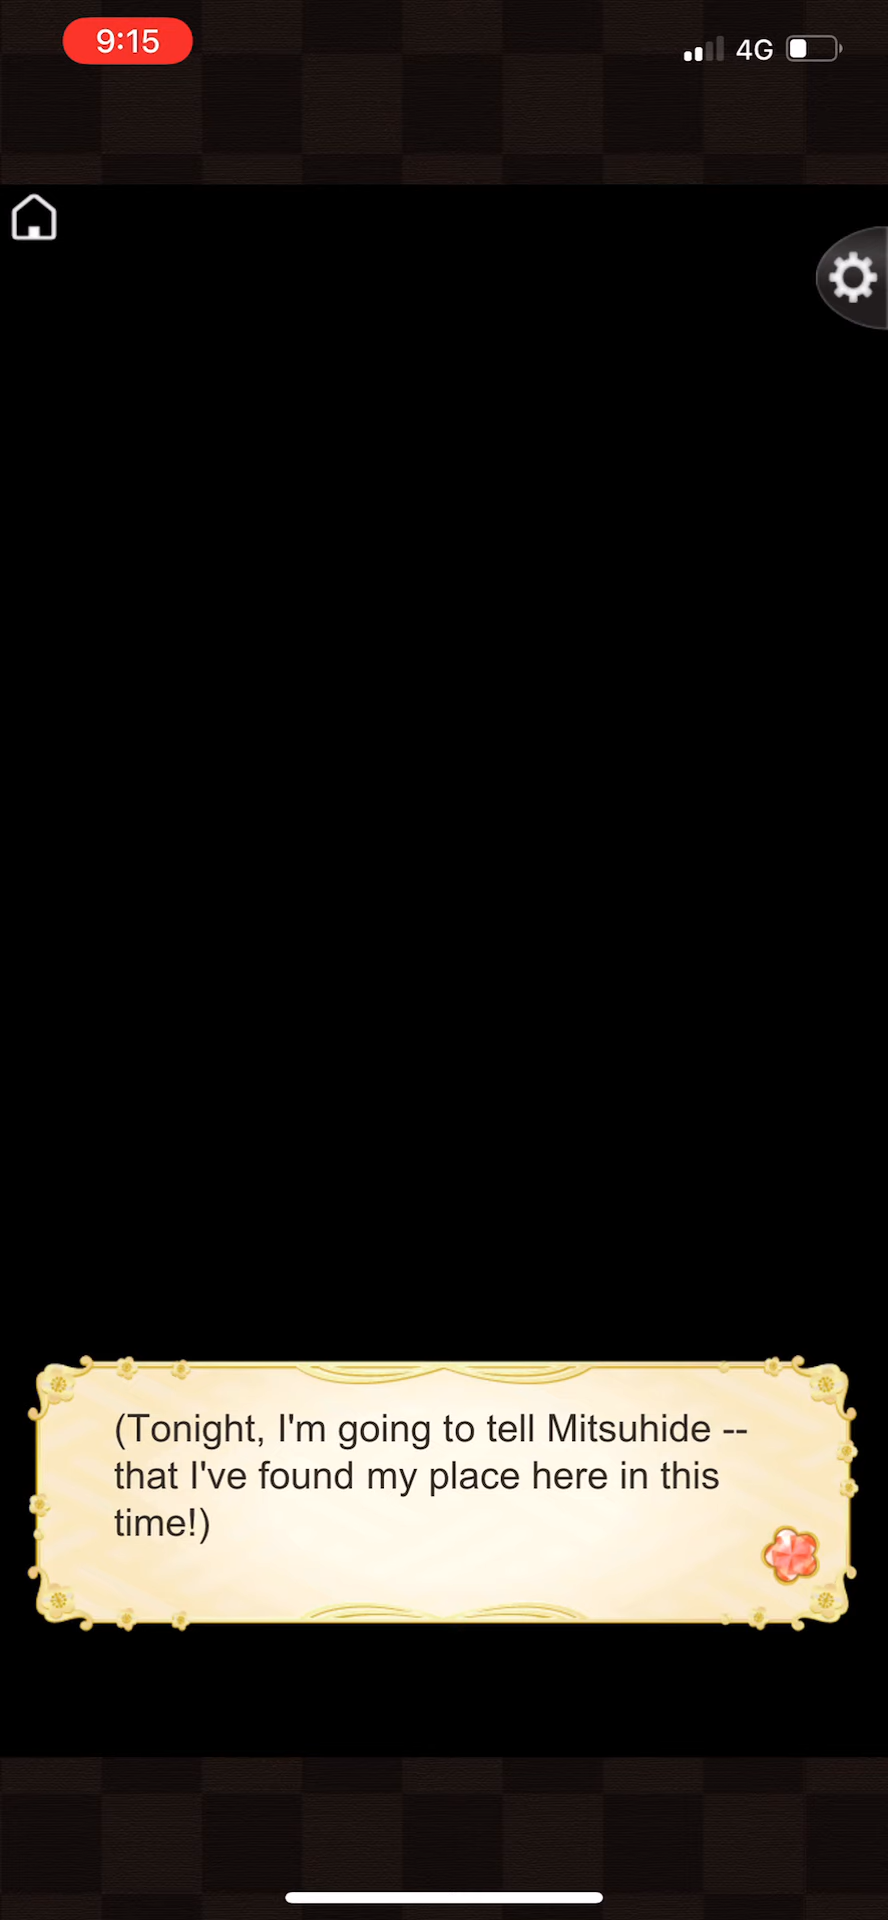 9:15
4G
(Tonight, I'm going to tell Mitsuhide --
that I've found my place here in this
time!)